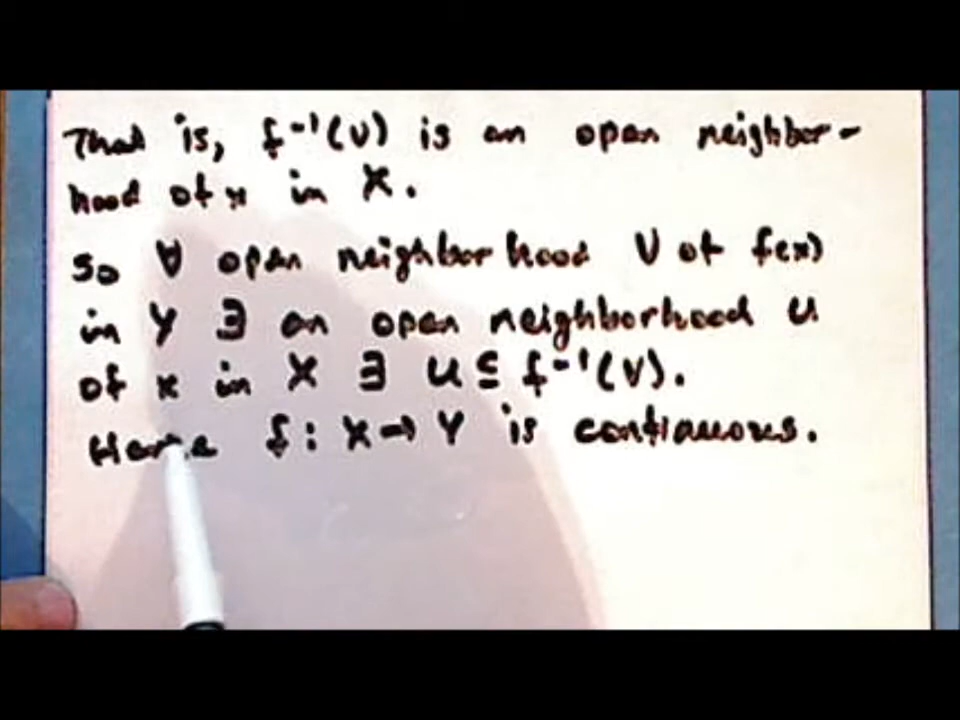 That is, f⁻¹(V) is an open neighbor-
hood of x in X.
So ∀ open neighborhood V of f(x)
in Y ∃ an open neighborhood U
of x in X ∃ U ⊆ f⁻¹(V).
Hence f : X → Y is continuous.